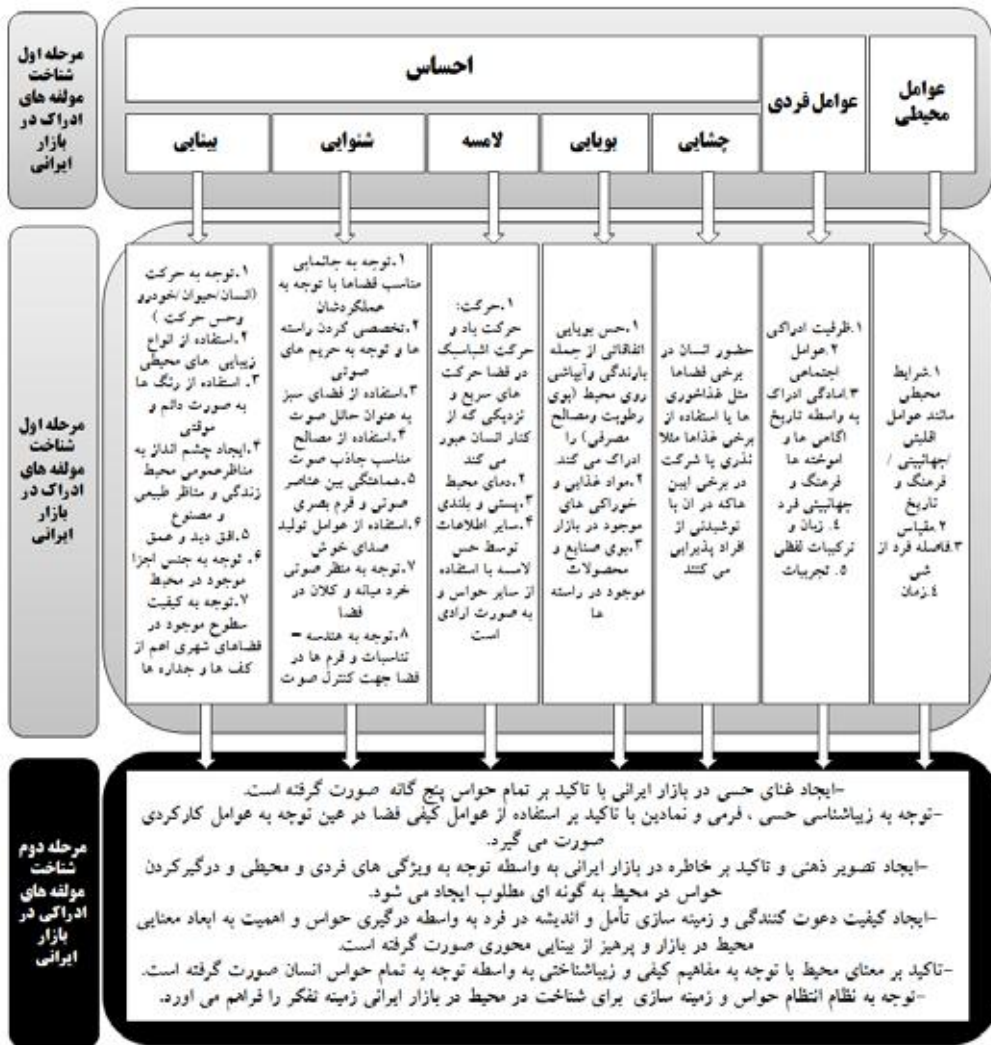 مرحله اول
شناخت
مولفه های
ادراک در
بازار
ایرانی
عوامل
محیطی
عوامل فردی
احساس
چشایی
بویایی
لامسه
شنوایی
بینایی
مرحله اول
شناخت
مولفه های
ادراک در
بازار
ایرانی
۱.شرایط
محیطی
مانند عوامل
اقلیمی
/جهانبینی /
فرهنگ و
تاریخ
۲.مقیاس
۳.فاصله فرد از
شی
۴.زمان
۱.ظرفیت ادراکی
۲.عوامل
اجتماعی
۳.امادگی ادراک
به واسطه تاریخ
اگاهی ها و
اموخته ها
فرهنگ و
جهانبینی فرد
۴. زبان و
ترکیبات لفظی
۵. تجربیات
حضور انسان در
برخی فضاها
مثل غذاخوری
ها یا استفاده از
برخی غذاها مثلا
نذری یا شرکت
در برخی ایین
هاکه در ان با
نوشیدنی از
افراد پذیرایی
می کنند
۱.حس بویایی
اتفاقاتی از جمله
بارندگی وآبپاشی
روی محیط (بوی
رطوبت ومصالح
مصرفی) را
ادراک می کند.
۲.مواد غذایی و
خوراکی های
موجود در بازار
۳.بوی صنایع و
محصولات
موجود در راسته
ها
۱.حرکت:
حرکت باد و
حرکت اشیاسبک
در فضا حرکت
های سریع و
نزدیکی که از
کنار انسان عبور
می کند
۲.دمای محیط
۳.پستی و بلندی
۴.سایر اطلاعات
توسط حس
لامسه با استفاده
از سایر حواس و
به صورت ارادی
است
۱.توجه به جانمایی
مناسب فضاها با توجه به
عملکردشان
۲.تخصصی کردن راسته
ها و توجه به حریم های
صوتی
۳.استفاده از فضای سبز
به عنوان حائل صوت
۴.استفاده از مصالح
مناسب جاذب صوت
۵.هماهنگی بین عناصر
صوتی و فرم بصری
۶.استفاده از عوامل تولید
صدای خوش
۷.توجه به منظر صوتی
خرد میانه و کلان در
فضا
۸.توجه به هندسه –
تناسبات و فرم ها در
فضا جهت کنترل صوت
۱.توجه به حرکت
(انسان/حیوان/خودرو
وحس حرکت )
۲.استفاده از انواع
زیبایی های محیطی
۳. استفاده از رنگ ها
به صورت دائم و
موقتی
۴.ایجاد چشم انداز به
مناظرعمومی محیط
زندگی و مناظر طبیعی
و مصنوع
۵.افق دید و عمق
۶. توجه به جنس اجزا
موجود در محیط
۷.توجه به کیفیت
سطوح موجود در
فضاهای شهری اعم از
کف ها و جداره ها
مرحله دوم
شناخت
مولفه های
ادراکی در
بازار
ایرانی
–ایجاد غنای حسی در بازار ایرانی با تاکید بر تمام حواس پنج گانه صورت گرفته است.
–توجه به زیباشناسی حسی ، فرمی و نمادین با تاکید بر استفاده از عوامل کیفی فضا در عین توجه به عوامل کارکردی
صورت می گیرد.
–ایجاد تصویر ذهنی و تاکید بر خاطره در بازار ایرانی به واسطه توجه به ویژگی های فردی و محیطی و درگیرکردن
حواس در محیط به گونه ای مطلوب ایجاد می شود.
–ایجاد کیفیت دعوت کنندگی و زمینه سازی تأمل و اندیشه در فرد به واسطه درگیری حواس و اهمیت به ابعاد معنایی
محیط در بازار و پرهیز از بینایی محوری صورت گرفته است.
–تاکید بر معنای محیط با توجه به مفاهیم کیفی و زیباشناختی به واسطه توجه به تمام حواس انسان صورت گرفته است.
–توجه به نظام انتظام حواس و زمینه سازی برای شناخت در محیط در بازار ایرانی زمینه تفکر را فراهم می اورد.